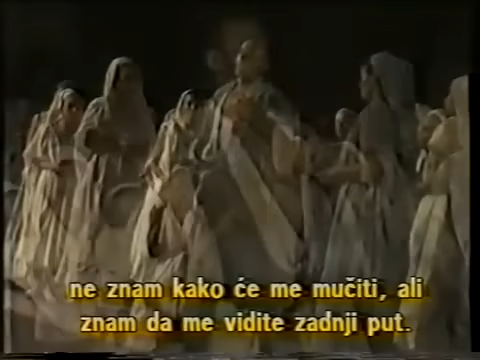 ne znam kako će me mučiti, ali
znam da me vidite zadnji put.